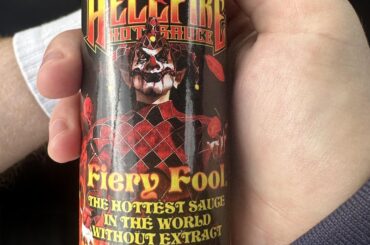 HELLFIRE
HOT SAUCE
Fiery Fool
THE HOTTEST SAUCE
IN THE WORLD
WITHOUT EXTRACT